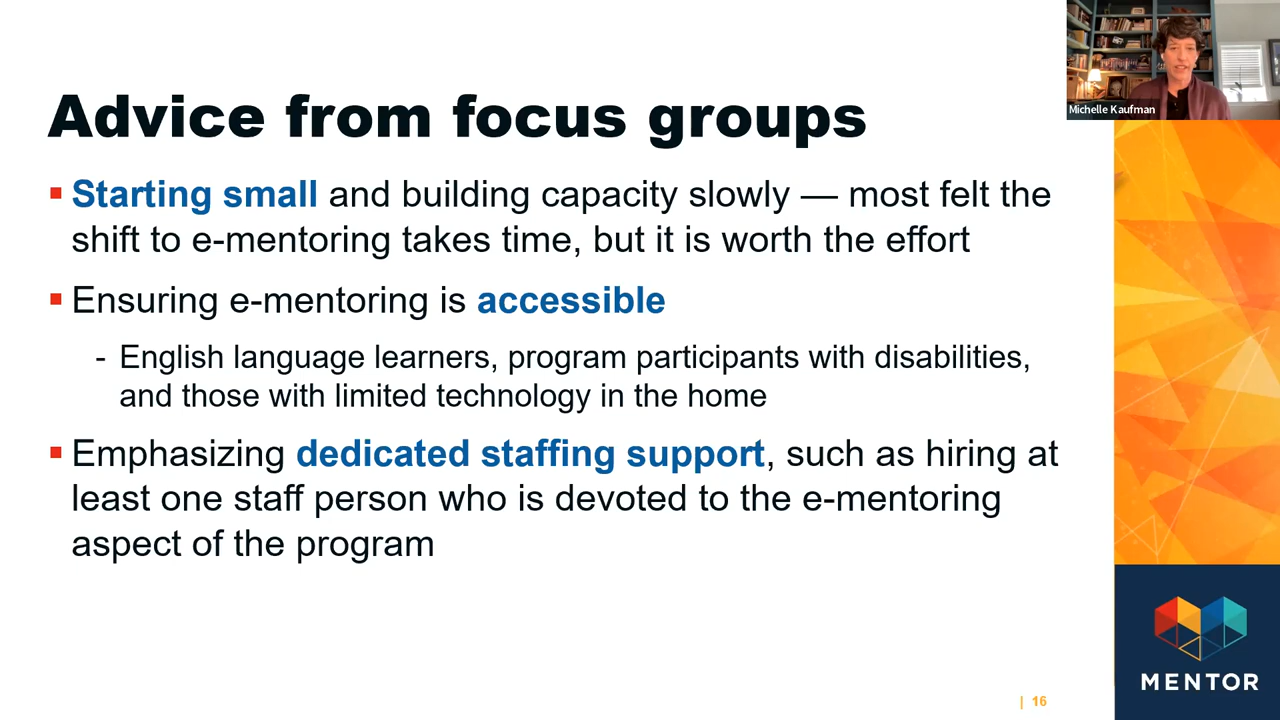 Michelle Kaufman
Advice from focus groups
▪ Starting small and building capacity slowly — most felt the
shift to e-mentoring takes time, but it is worth the effort
▪ Ensuring e-mentoring is accessible
- English language learners, program participants with disabilities,
and those with limited technology in the home
▪ Emphasizing dedicated staffing support, such as hiring at
least one staff person who is devoted to the e-mentoring
aspect of the program
MENTOR
| 16